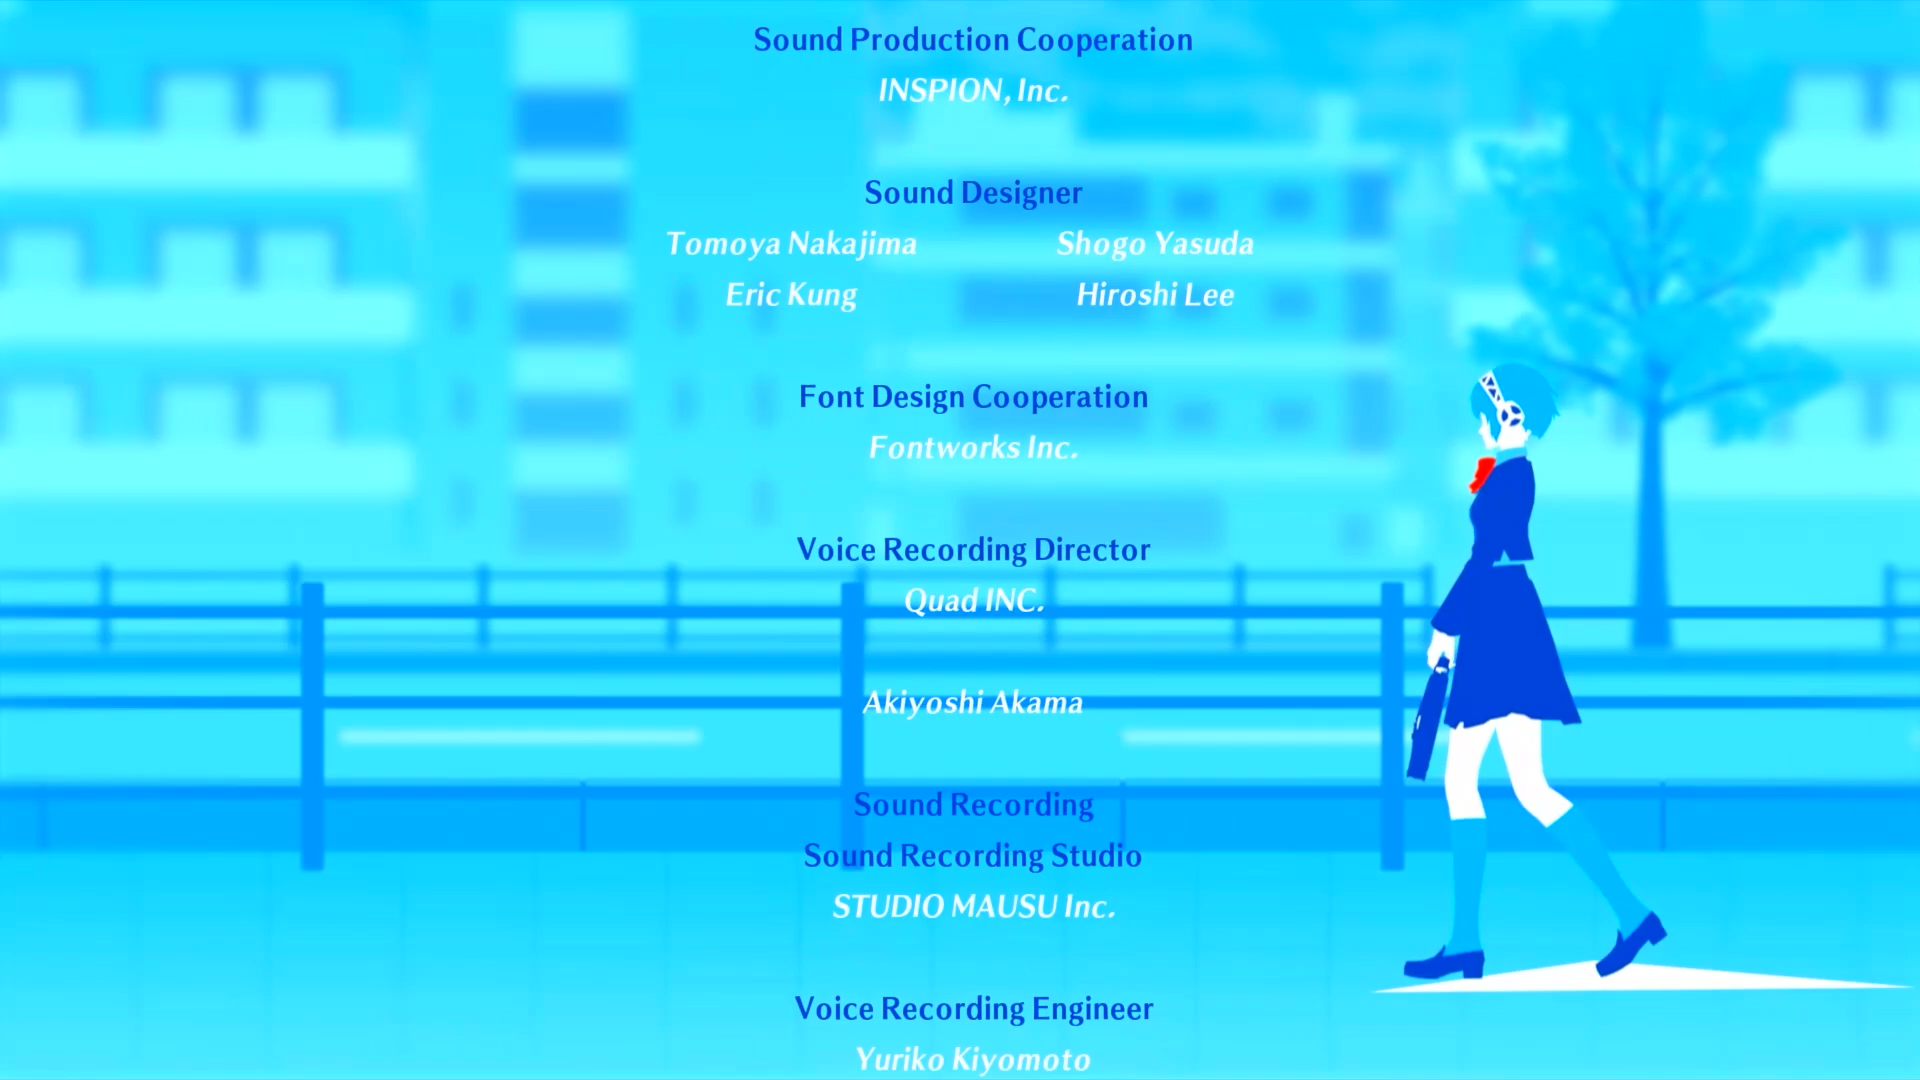 Sound Production Cooperation
INSPION, Inc.
Sound Designer
Tomoya Nakajima Shogo Yasuda
Eric Kung Hiroshi Lee
Font Design Cooperation
Fontworks Inc.
Voice Recording Director
Quad INC.
Akiyoshi Akama
Sound Recording
Sound Recording Studio
STUDIO MAUSU Inc.
Voice Recording Engineer
Yuriko Kiyomoto